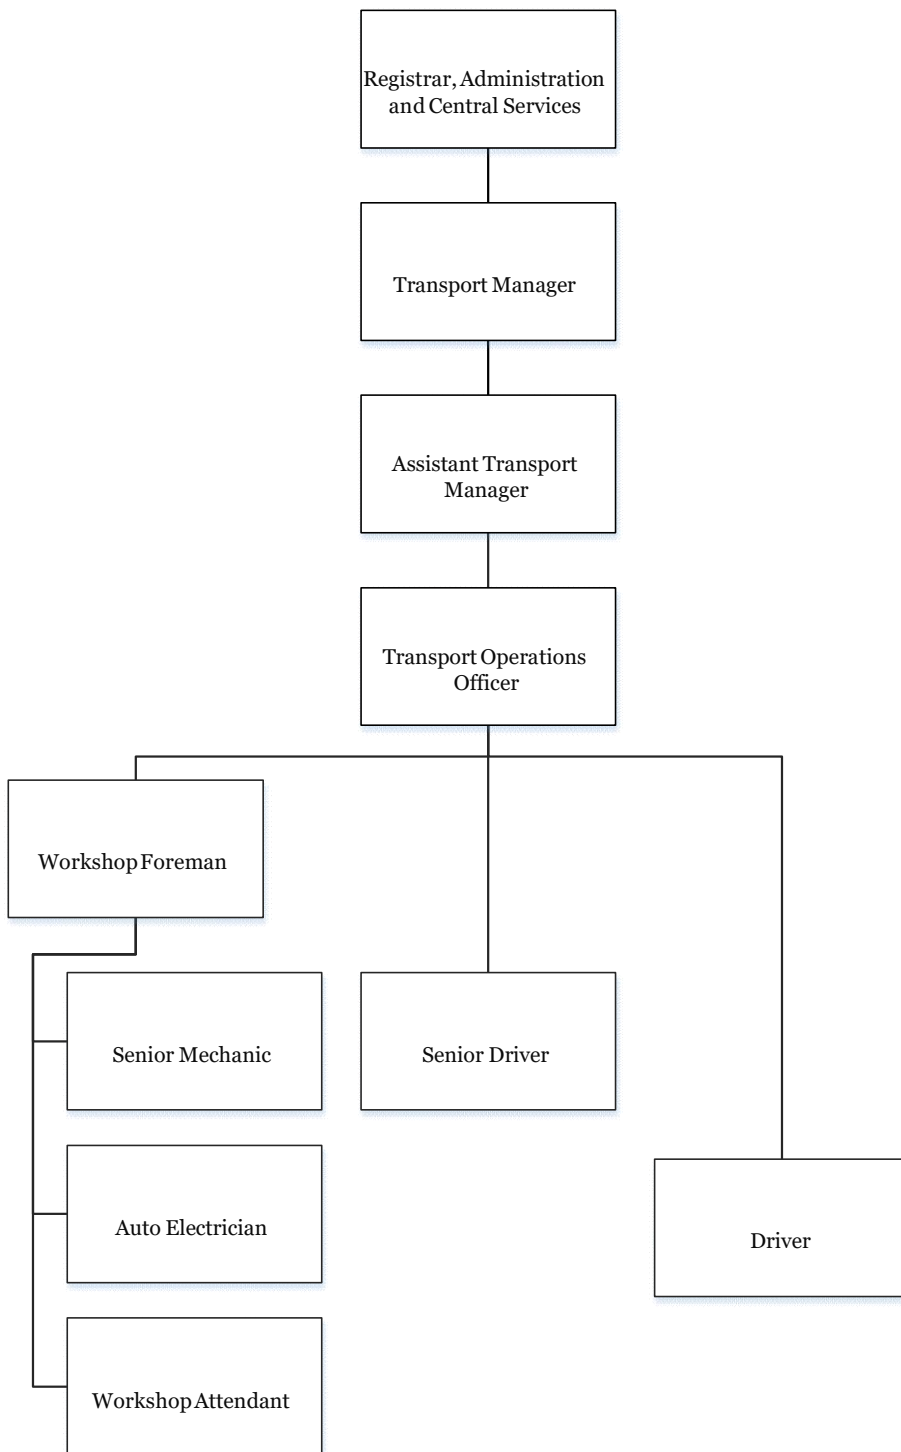 Registrar, Administration
and Central Services
Transport Manager
Assistant Transport
Manager
Transport Operations
Officer
Workshop Foreman
Senior Mechanic
Senior Driver
Auto Electrician
Driver
Workshop Attendant